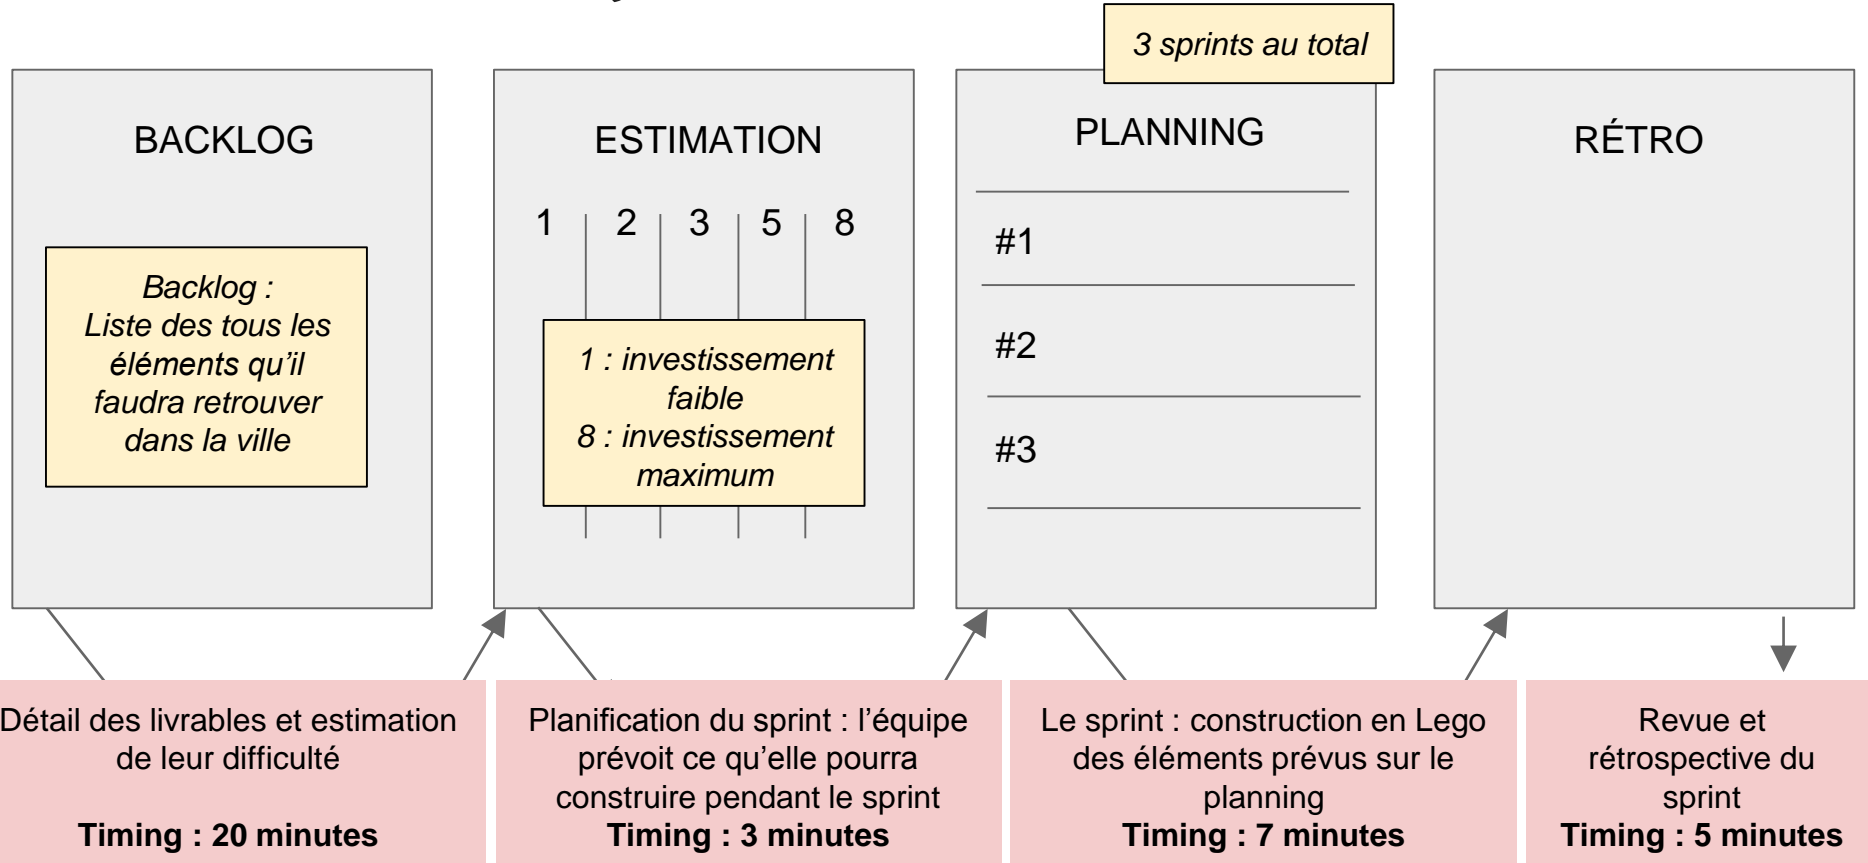 3 sprints au total
BACKLOG
Backlog :
Liste des tous les
éléments qu’il
faudra retrouver
dans la ville
ESTIMATION
1 2 3 5 8
1 : investissement
faible
8 : investissement
maximum
PLANNING
#1
#2
#3
RÉTRO
Détail des livrables et estimation
de leur difficulté
Timing : 20 minutes
Planification du sprint : l’équipe
prévoit ce qu’elle pourra
construire pendant le sprint
Timing : 3 minutes
Le sprint : construction en Lego
des éléments prévus sur le
planning
Timing : 7 minutes
Revue et
rétrospective du
sprint
Timing : 5 minutes